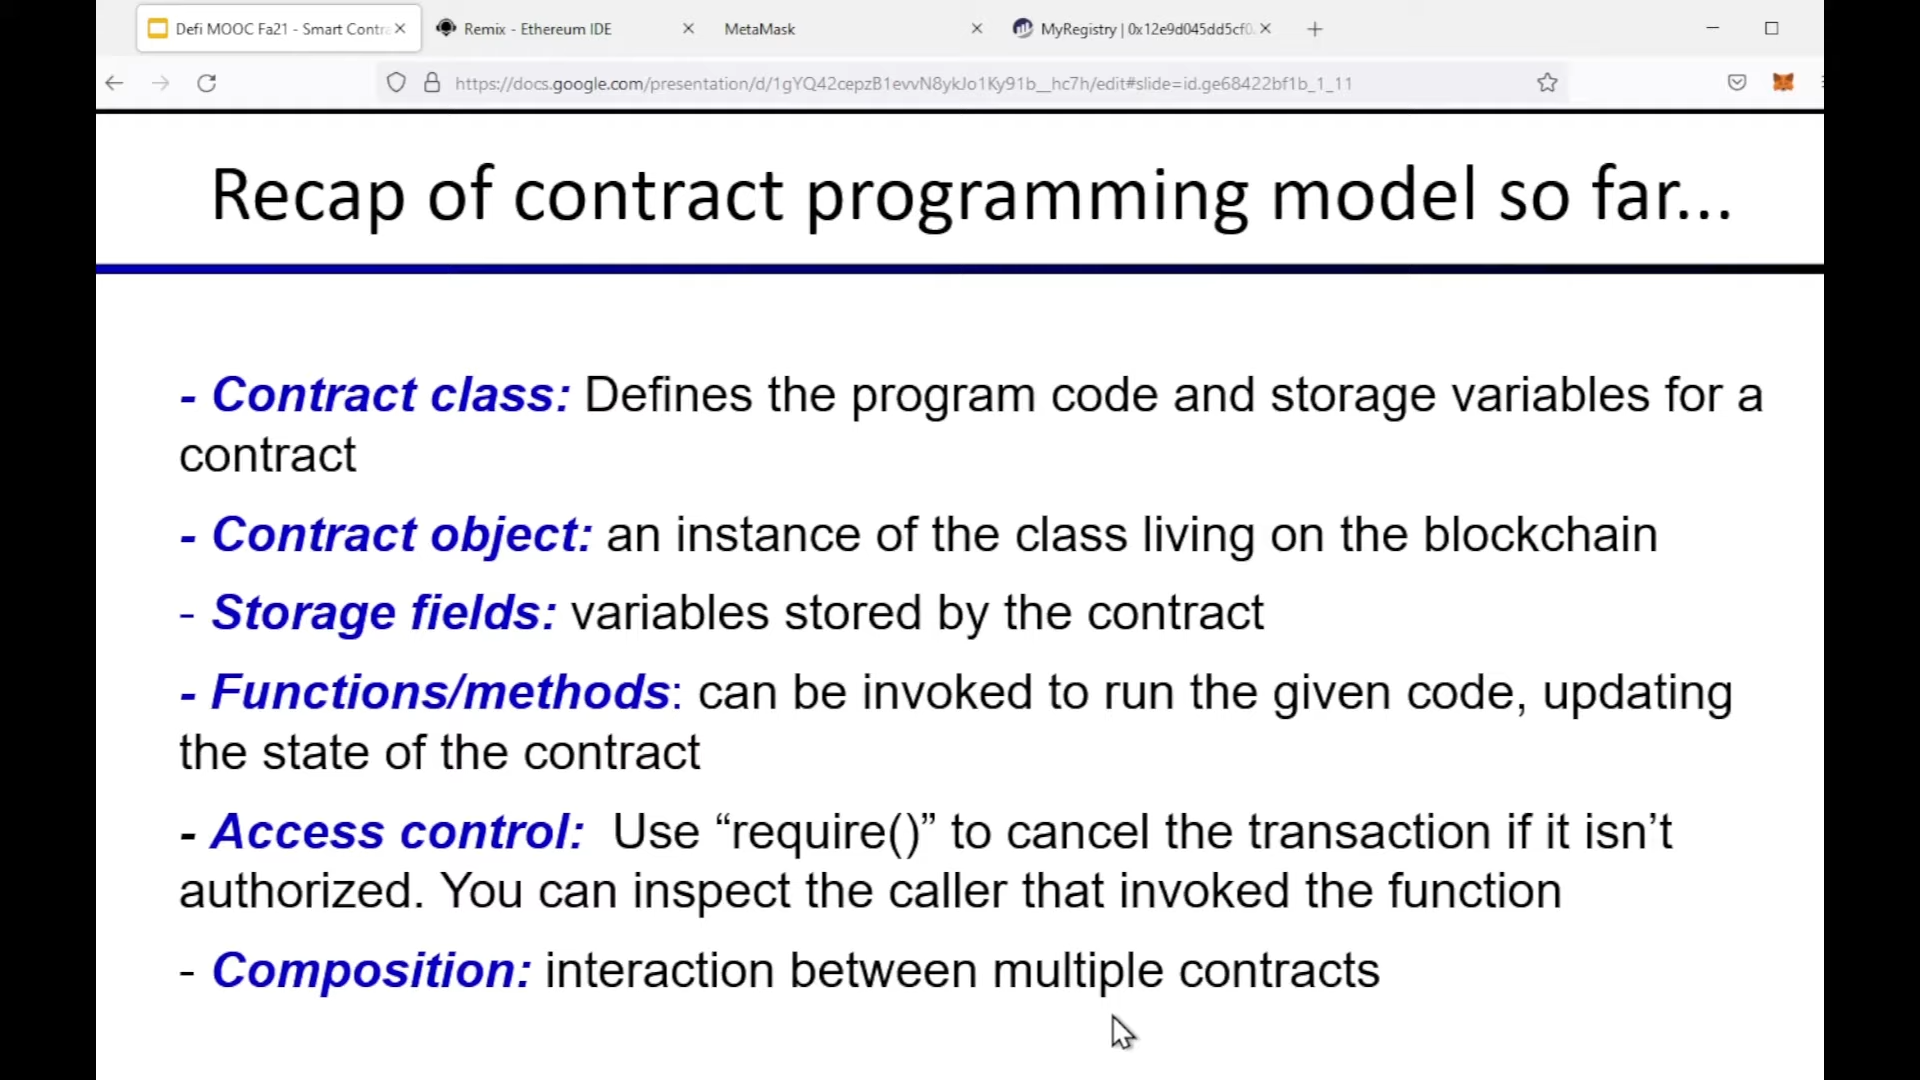 Defi MOOC Fa21 - Smart Contra
Remix - Ethereum IDE
MetaMask
MyRegistry | 0x12e9d045dd5cf0
https://docs.google.com/presentation/d/1gYQ42cepzB1evvN8ykJo1Ky91b__hc7h/edit#slide=id.ge68422bf1b_1_11
Recap of contract programming model so far...
- Contract class: Defines the program code and storage variables for a
contract
- Contract object: an instance of the class living on the blockchain
- Storage fields: variables stored by the contract
- Functions/methods: can be invoked to run the given code, updating
the state of the contract
- Access control:  Use “require()” to cancel the transaction if it isn’t
authorized. You can inspect the caller that invoked the function
- Composition: interaction between multiple contracts